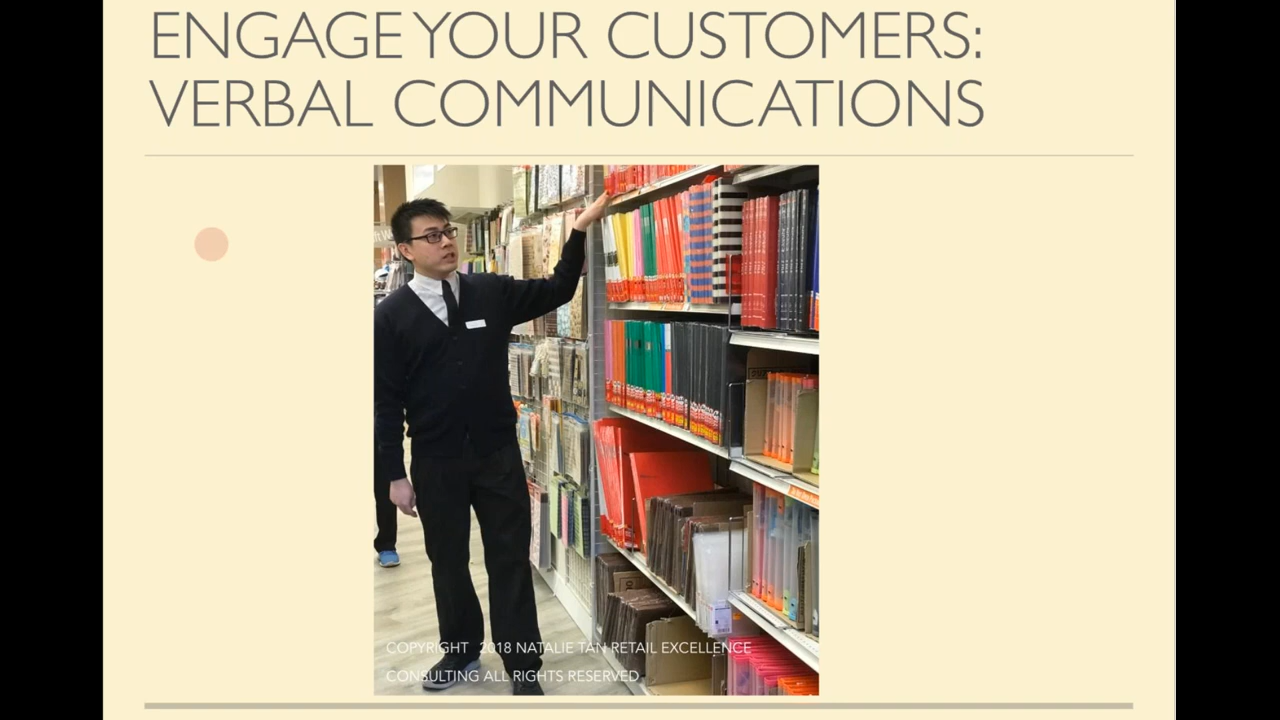 ENGAGE YOUR CUSTOMERS:
VERBAL COMMUNICATIONS
COPYRIGHT 2018 NATALIE TAN RETAIL EXCELLENCE
CONSULTING ALL RIGHTS RESERVED